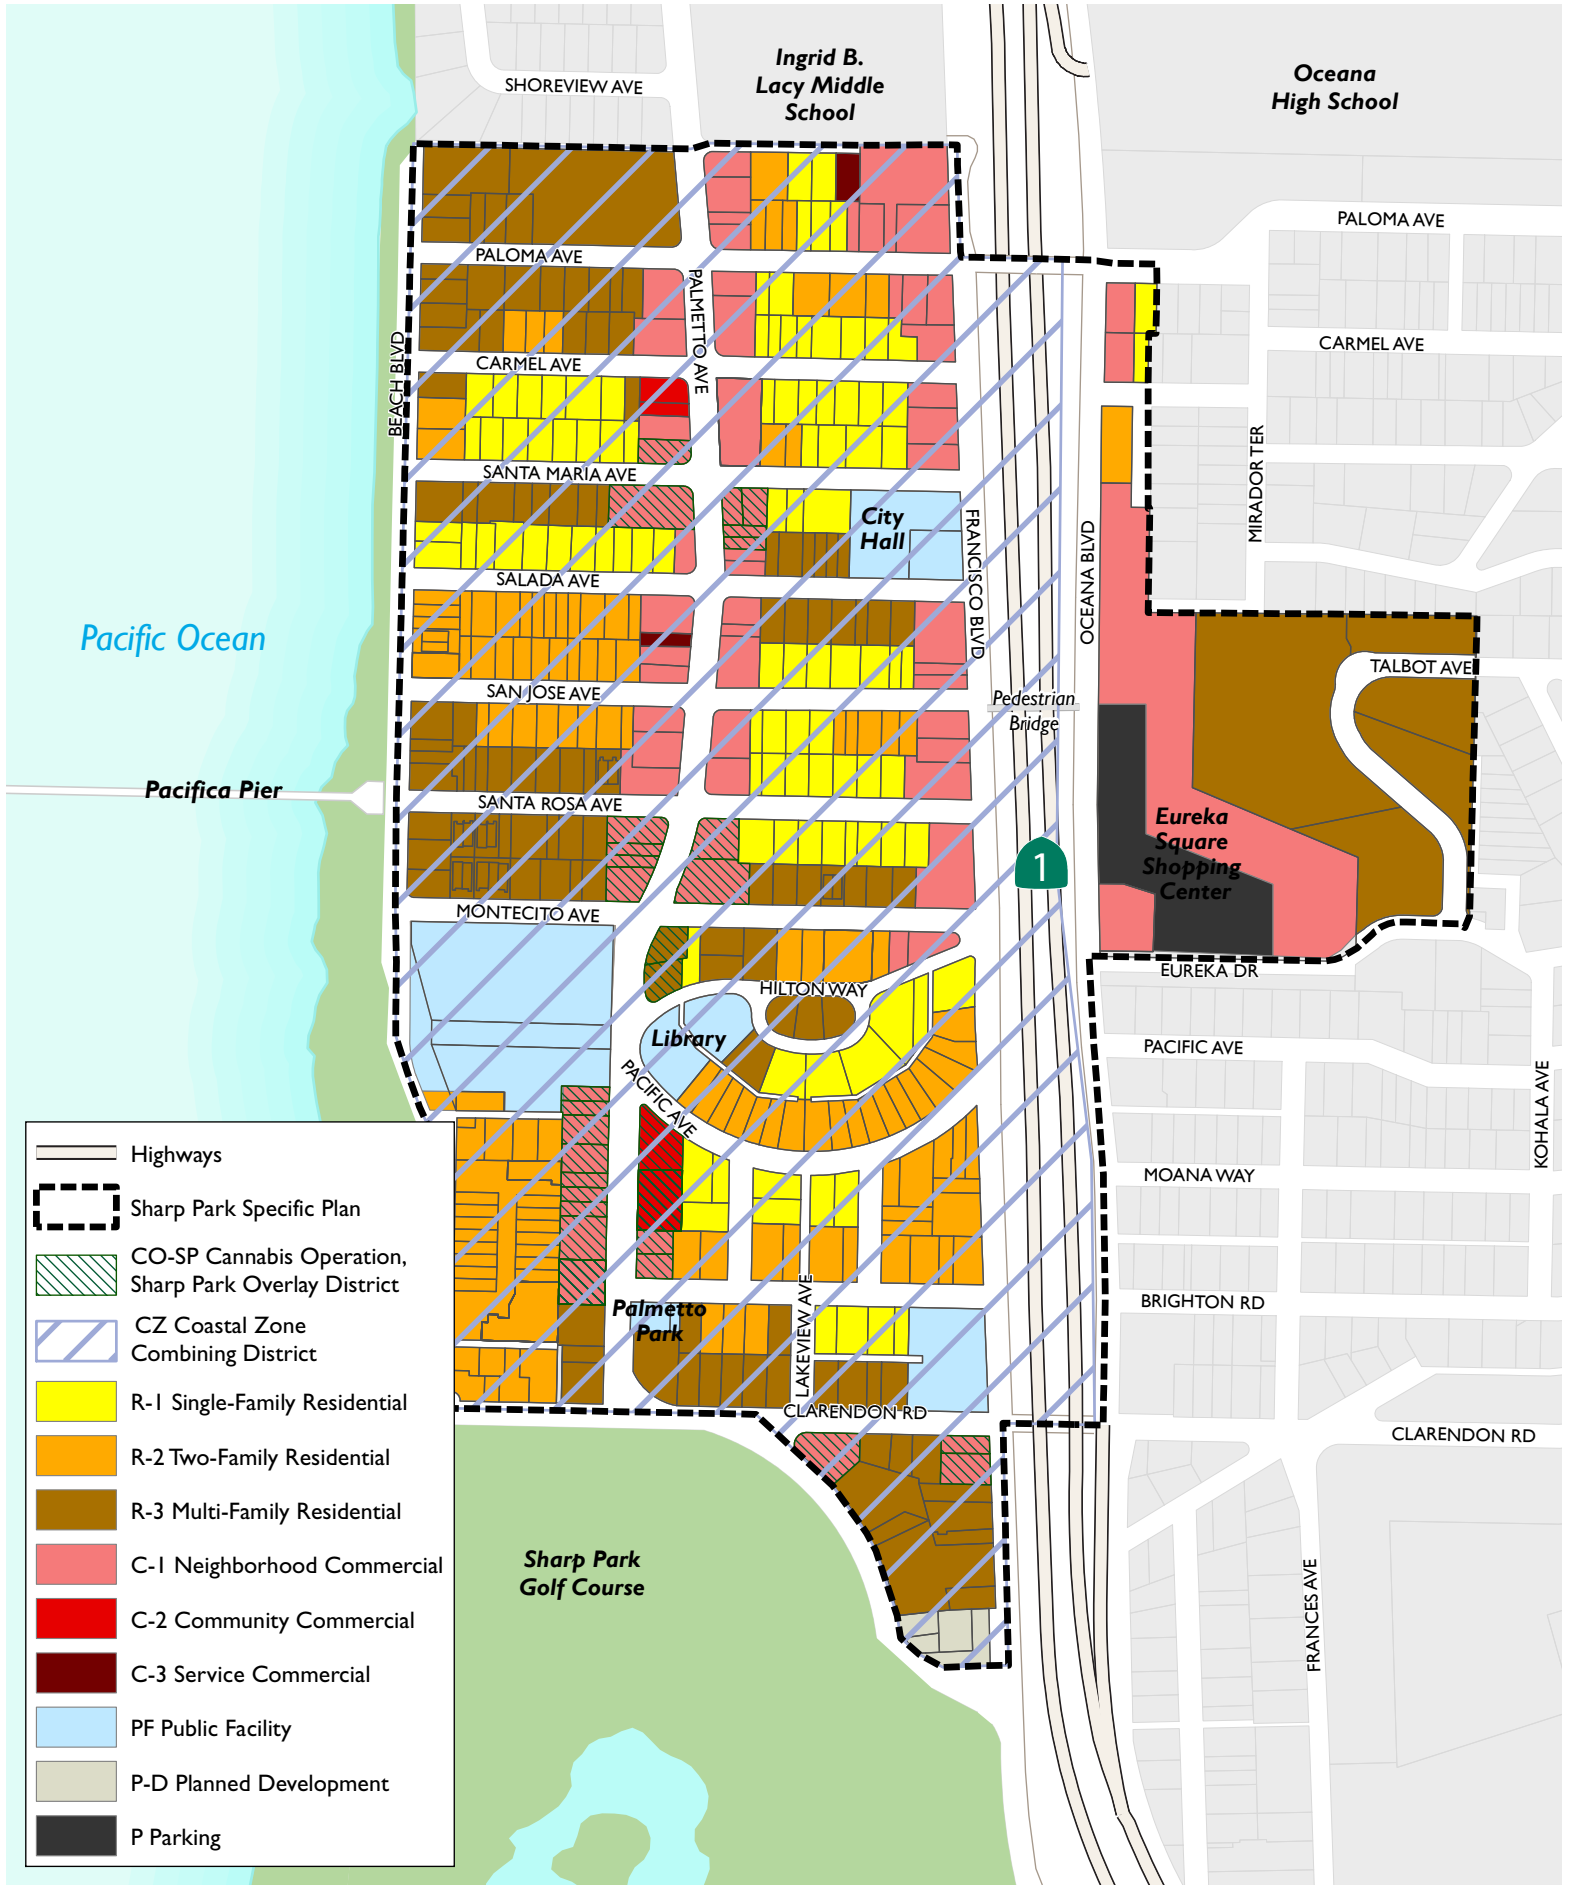 Ingrid B.
Lacy Middle
School
Oceana
High School
SHOREVIEW AVE
PALOMA AVE
PALOMA AVE
PALMETTO AVE
BEACH BLVD
CARMEL AVE
CARMEL AVE
SANTA MARIA AVE
MIRADOR TER
City
Hall
FRANCISCO BLVD
OCEANA BLVD
SALADA AVE
Pacific Ocean
TALBOT AVE
SAN JOSE AVE
Pedestrian
Bridge
Pacifica Pier
SANTA ROSA AVE
Eureka
Square
Shopping
Center
1
MONTECITO AVE
EUREKA DR
HILTON WAY
Library
PACIFIC AVE
PACIFIC AVE
KOHALA AVE
MOANA WAY
BRIGHTON RD
Palmetto
Park
LAKEVIEW AVE
CLARENDON RD
CLARENDON RD
Sharp Park
Golf Course
FRANCES AVE
Highways
Sharp Park Specific Plan
CO-SP Cannabis Operation,
Sharp Park Overlay District
CZ Coastal Zone
Combining District
R-1 Single-Family Residential
R-2 Two-Family Residential
R-3 Multi-Family Residential
C-1 Neighborhood Commercial
C-2 Community Commercial
C-3 Service Commercial
PF Public Facility
P-D Planned Development
P Parking